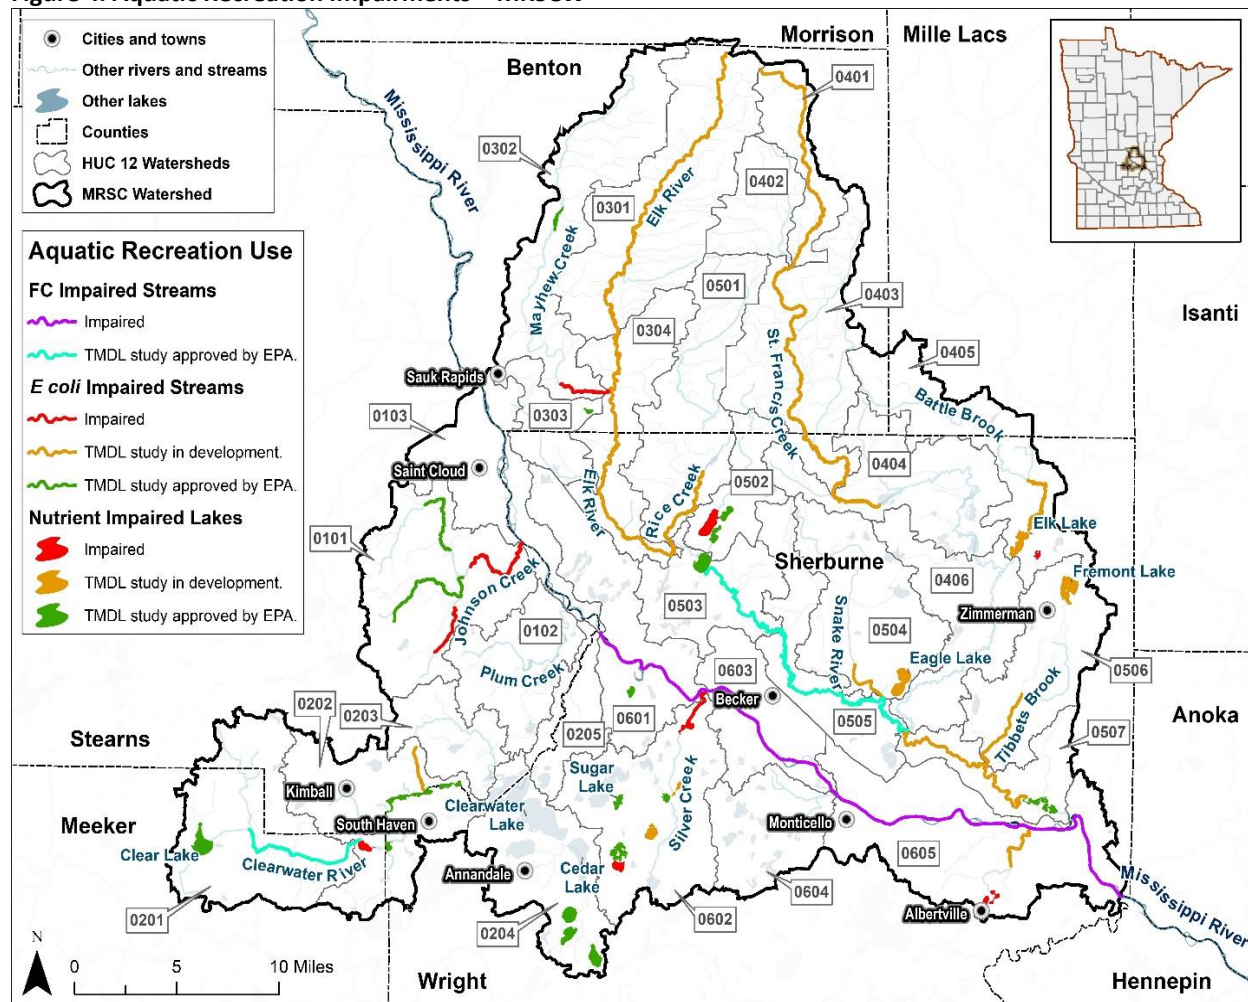 Cities and towns
Other rivers and streams
Other lakes
Counties
HUC 12 Watersheds
MRSC Watershed
Aquatic Recreation Use
FC Impaired Streams
Impaired
TMDL study approved by EPA.
E coli Impaired Streams
Impaired
TMDL study in development.
TMDL study approved by EPA.
Nutrient Impaired Lakes
Impaired
TMDL study in development.
TMDL study approved by EPA.
Morrison
Mille Lacs
Benton
0401
Mississippi River
0302
0402
0301
Elk River
Mayhew Creek
0501
0403
0304
Isanti
St. Francis Creek
0405
Sauk Rapids
Battle Brook
0303
0103
Saint Cloud
0404
Elk River
Rice Creek
0502
Elk Lake
0101
Sherburne
Fremont Lake
0406
Johnson Creek
0503
Zimmerman
0102
Snake River
0504
Eagle Lake
0506
Plum Creek
0603
Becker
Tibbets Brook
0202
0203
0601
0205
0505
Anoka
0507
Stearns
Sugar Lake
Kimball
Clearwater Lake
Silver Creek
Monticello
Meeker
South Haven
Clear Lake
Clearwater River
Annandale
Cedar Lake
0605
0604
Mississippi River
0201
0204
0602
Albertville
N
0 5 10 Miles
Wright
Hennepin